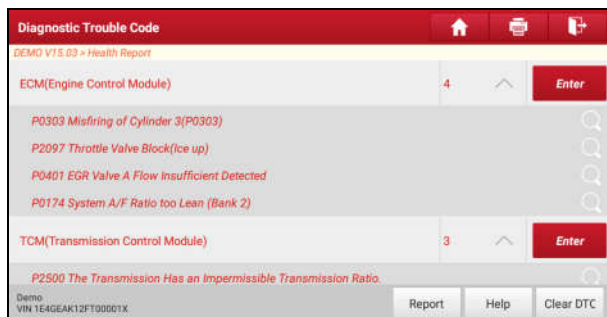 Diagnostic Trouble Code
DEMO V15.03 > Health Report
ECM(Engine Control Module) 4 Enter
P0303 Misfiring of Cylinder 3(P0303)
P2097 Throttle Valve Block(Ice up)
P0401 EGR Valve A Flow Insufficient Detected
P0174 System A/F Ratio too Lean (Bank 2)
TCM(Transmission Control Module) 3 Enter
P2500 The Transmission Has an Impermissible Transmission Ratio.
Demo
VIN 1E4GEAK12FT00001X
Report Help Clear DTC